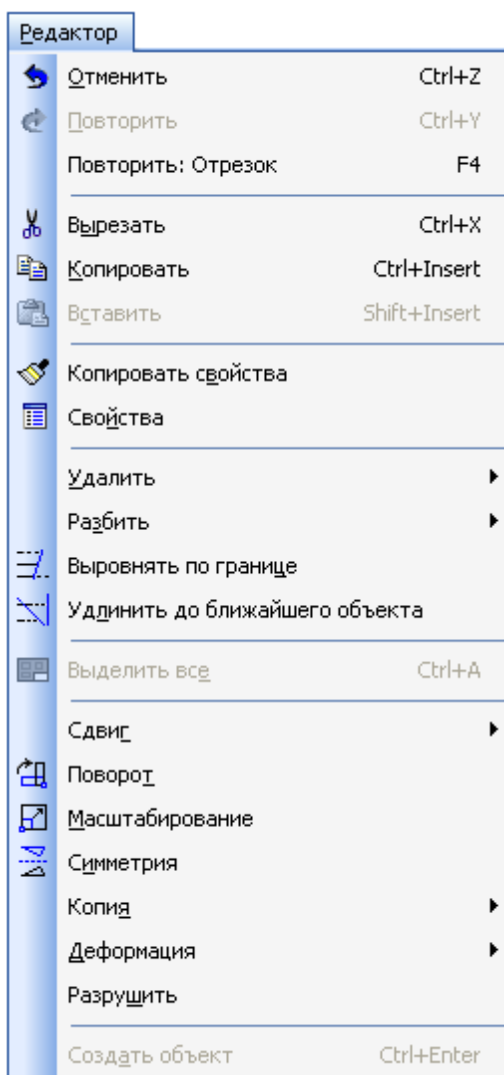 Редактор
Отменить Ctrl+Z
Повторить Ctrl+Y
Повторить: Отрезок F4
Вырезать Ctrl+X
Копировать Ctrl+Insert
Вставить Shift+Insert
Копировать свойства
Свойства
Удалить
Разбить
Выровнять по границе
Удлинить до ближайшего объекта
Выделить все Ctrl+A
Сдвиг
Поворот
Масштабирование
Симметрия
Копия
Деформация
Разрушить
Создать объект Ctrl+Enter